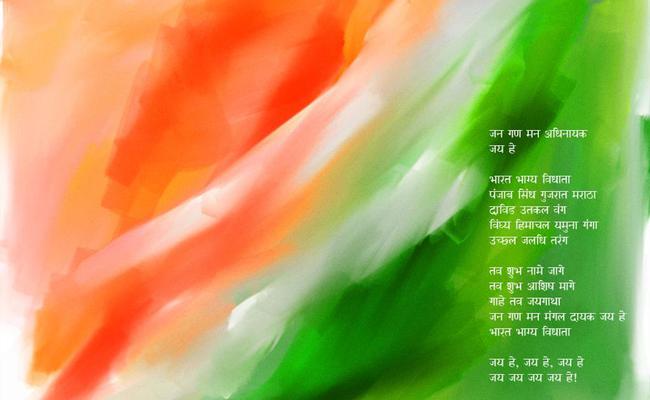 जन गण मन अधिनायक
जय हे
भारत भाग्य विधाता
पंजाब सिंध गुजरात मराठा
द्राविड उतकल वंग
विंध्य हिमाचल यमुना गंगा
उच्छल जलधि तरंग
तव शुभ नामे जागे
तव शुभ आशिष मागे
गाहे तव जयगाथा
जन गण मन मंगल दायक जय हे
भारत भाग्य विधाता
जय हे, जय हे, जय हे
जय जय जय जय हे!